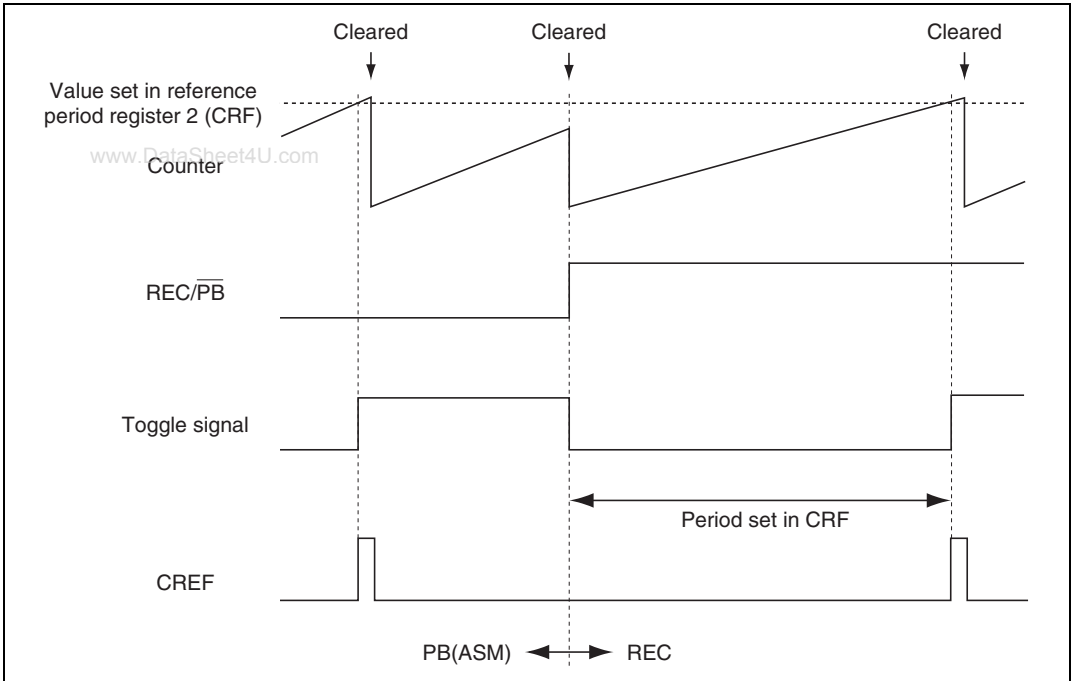 Cleared Cleared Cleared
Value set in reference
period register 2 (CRF)
www.DataSheet4U.com
Counter
REC/P̅B̅
Toggle signal
Period set in CRF
CREF
PB(ASM) REC